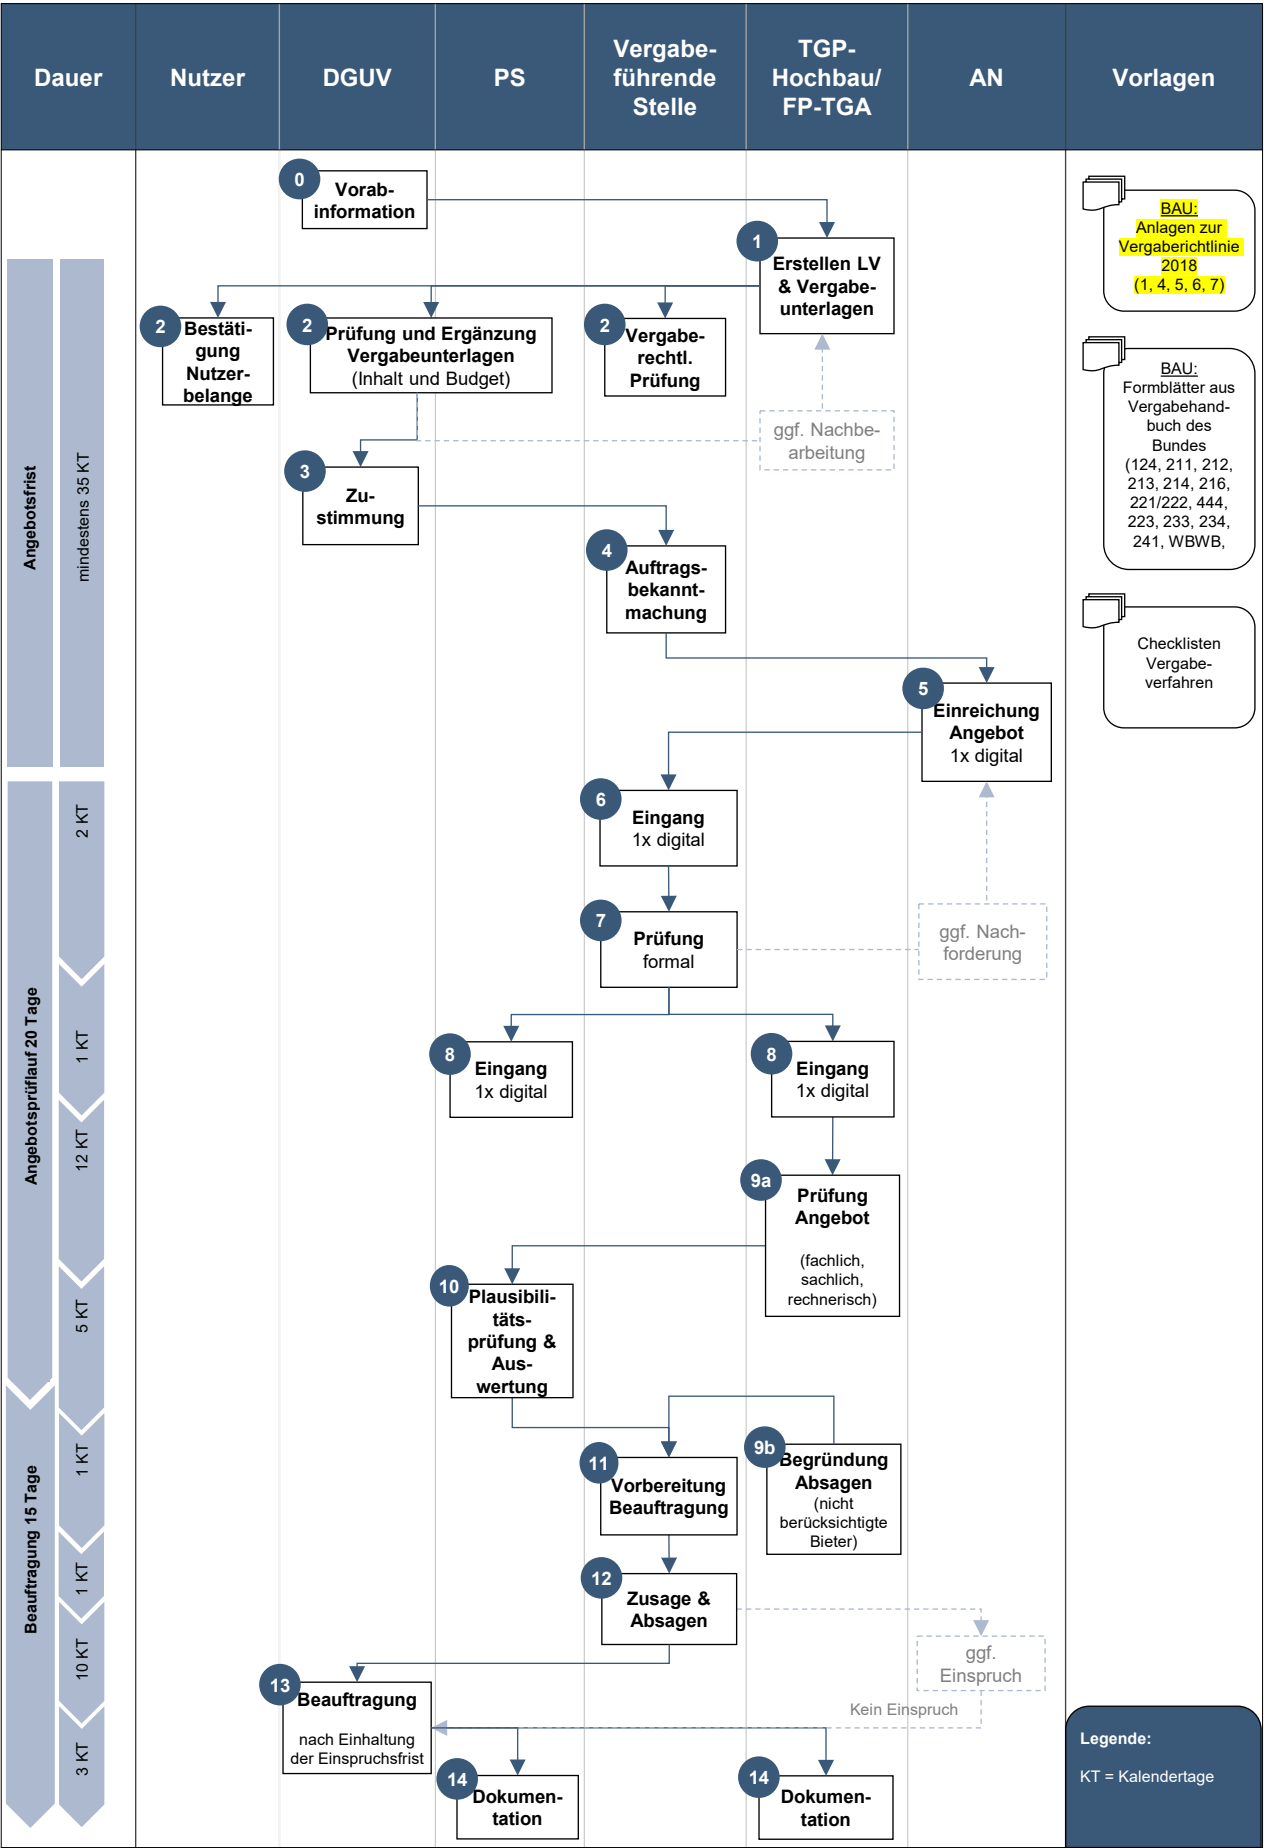 Dauer
Nutzer
DGUV
PS
Vergabe-
führende
Stelle
TGP-
Hochbau/
FP-TGA
AN
Vorlagen
0
Vorab-
information
1
Erstellen LV
& Vergabe-
unterlagen
2
Bestäti-
gung
Nutzer-
belange
2
Prüfung und Ergänzung
Vergabeunterlagen
(Inhalt und Budget)
2
Vergabe-
rechtl.
Prüfung
ggf. Nachbe-
arbeitung
3
Zu-
stimmung
4
Auftrags-
bekannt-
machung
5
Einreichung
Angebot
1x digital
6
Eingang
1x digital
7
Prüfung
formal
ggf. Nach-
forderung
8
Eingang
1x digital
8
Eingang
1x digital
9a
Prüfung
Angebot
(fachlich,
sachlich,
rechnerisch)
10
Plausibili-
täts-
prüfung &
Aus-
wertung
9b
Begründung
Absagen
(nicht
berücksichtigte
Bieter)
11
Vorbereitung
Beauftragung
12
Zusage &
Absagen
ggf.
Einspruch
Kein Einspruch
13
Beauftragung
nach Einhaltung
der Einspruchsfrist
14
Dokumen-
tation
14
Dokumen-
tation
Angebotsfrist
mindestens 35 KT
Angebotsprüflauf 20 Tage
2 KT
1 KT
12 KT
5 KT
Beauftragung 15 Tage
1 KT
1 KT
10 KT
3 KT
BAU:
Anlagen zur
Vergaberichtlinie
2018
(1, 4, 5, 6, 7)
BAU:
Formblätter aus
Vergabehand-
buch des
Bundes
(124, 211, 212,
213, 214, 216,
221/222, 444,
223, 233, 234,
241, WBWB,
Checklisten
Vergabe-
verfahren
Legende:
KT = Kalendertage